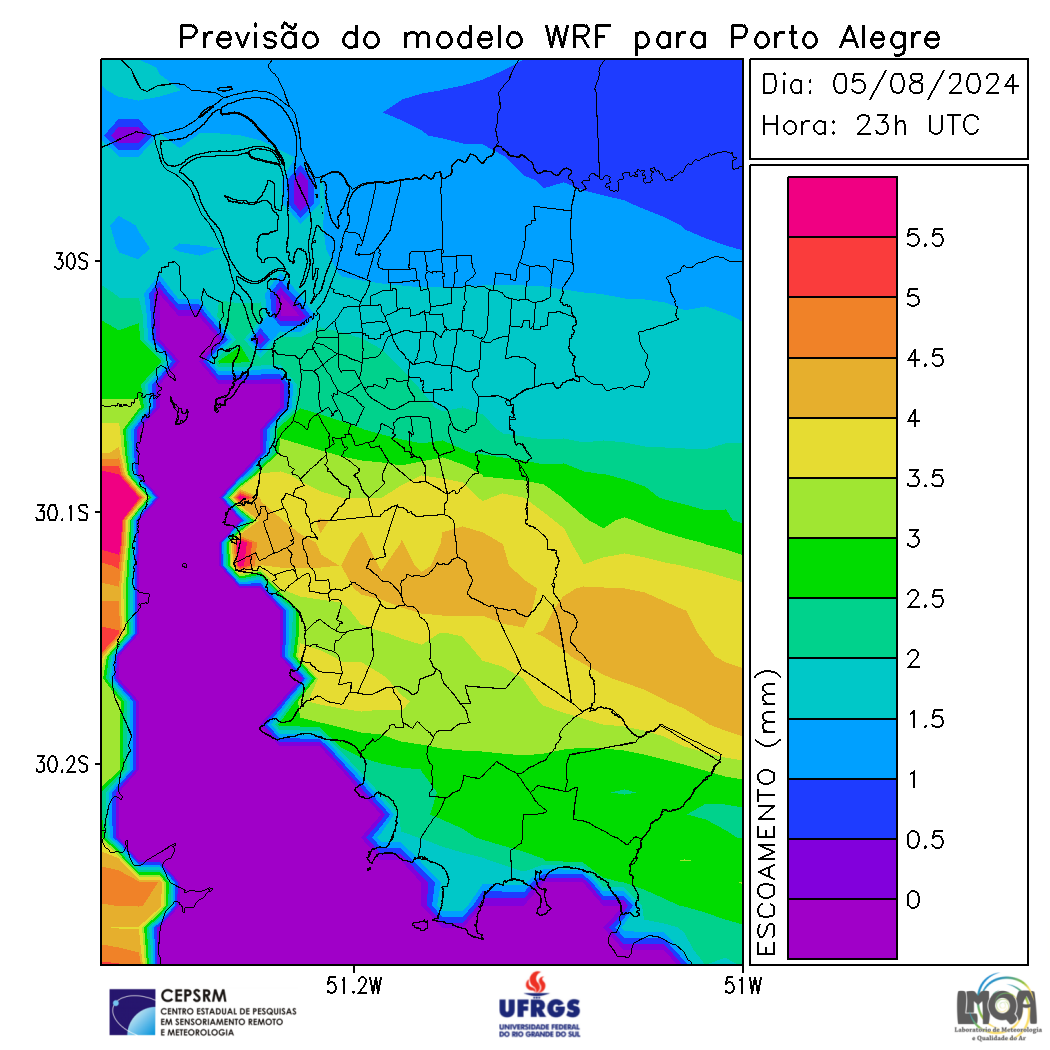 Previsão do modelo WRF para Porto Alegre
Dia: 05/08/2024
Hora: 23h UTC
30S
30.1S
30.2S
51.2W
51W
ESCOAMENTO (mm)
5.5
5
4.5
4
3.5
3
2.5
2
1.5
1
0.5
0
CEPSRM
CENTRO ESTADUAL DE PESQUISAS
EM SENSORIAMENTO REMOTO
E METEOROLOGIA
UFRGS
UNIVERSIDADE FEDERAL
DO RIO GRANDE DO SUL
LMQA
Laboratório de Meteorologia
e Qualidade do Ar